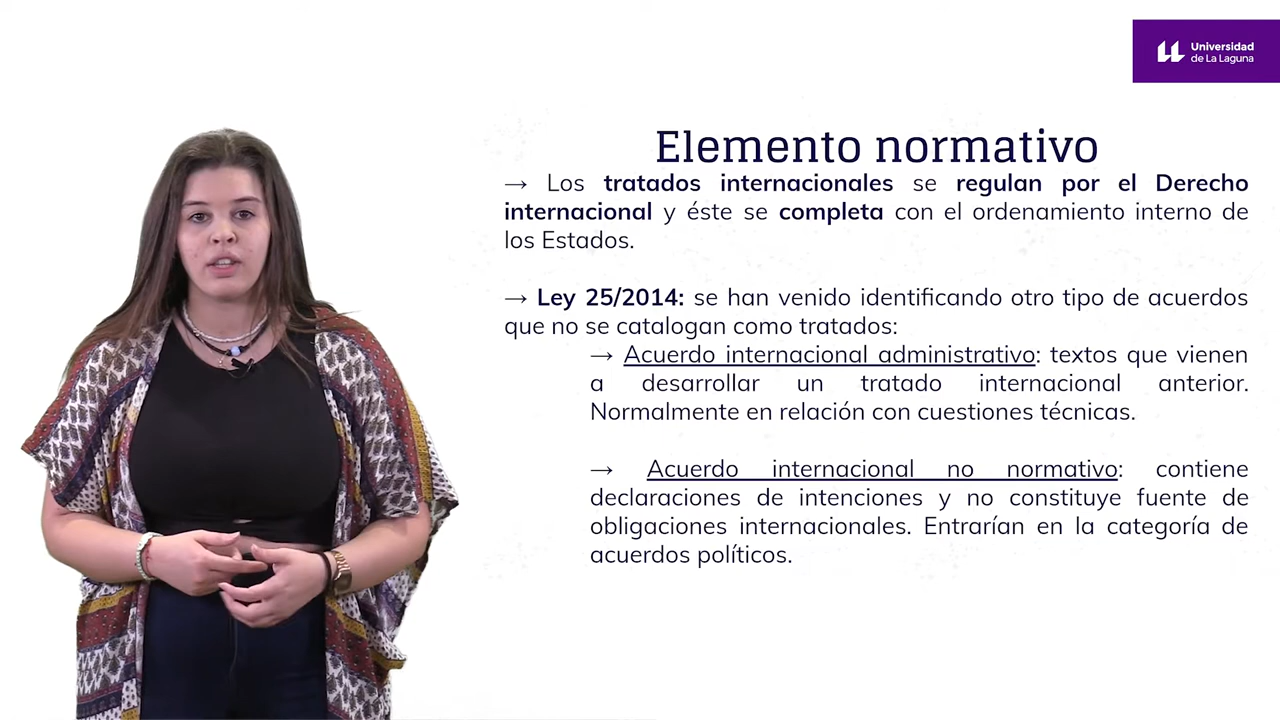 Universidad
de La Laguna
Elemento normativo
→ Los tratados internacionales se regulan por el Derecho
internacional y éste se completa con el ordenamiento interno de
los Estados.
→ Ley 25/2014: se han venido identificando otro tipo de acuerdos
que no se catalogan como tratados:
→ Acuerdo internacional administrativo: textos que vienen
a desarrollar un tratado internacional anterior.
Normalmente en relación con cuestiones técnicas.
→ Acuerdo internacional no normativo: contiene
declaraciones de intenciones y no constituye fuente de
obligaciones internacionales. Entrarían en la categoría de
acuerdos políticos.